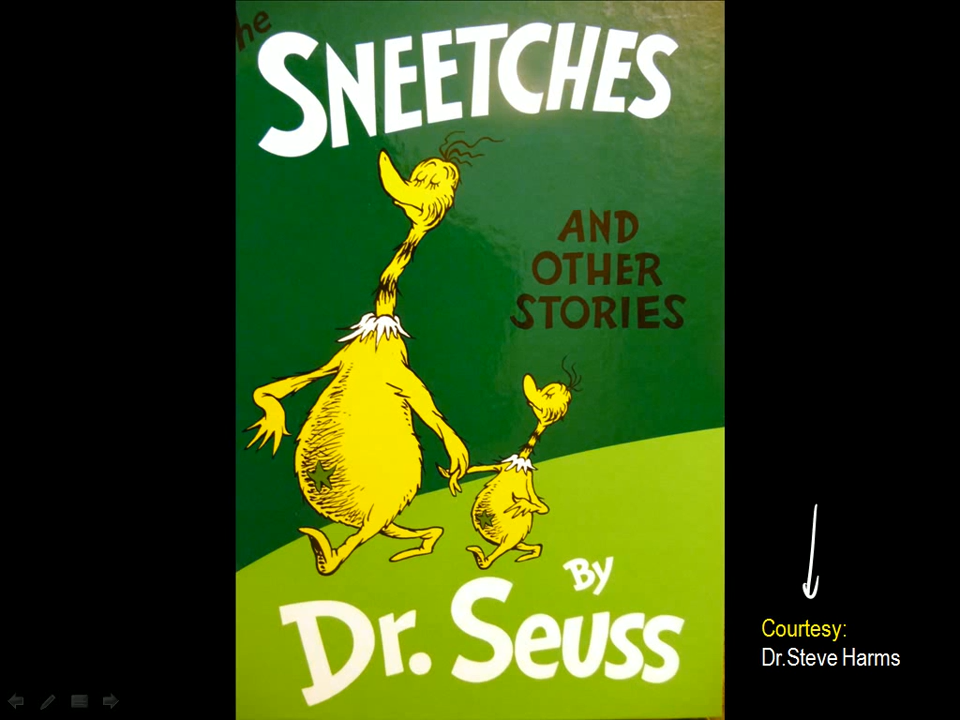 The
SNEETCHES
AND
OTHER
STORIES
By
Dr. Seuss
Courtesy:
Dr.Steve Harms